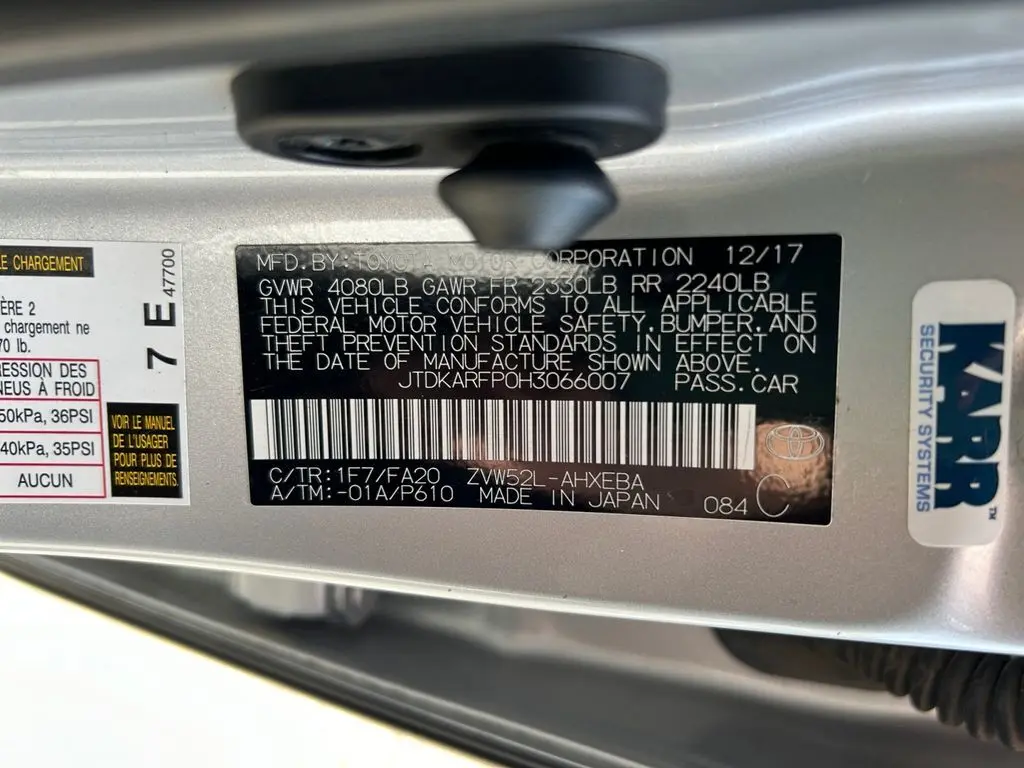 E CHARGEMENT
ÈRE 2
chargement ne
70 lb.
RESSION DES
NEUS À FROID
50kPa, 36PSI
40kPa, 35PSI
AUCUN
7 E 47700
VOIR LE MANUEL
DE L'USAGER
POUR PLUS DE
RENSEIGNEMENTS.
MFD. BY: TOYOTA MOTOR CORPORATION 12/17
GVWR 4080LB GAWR FR 2330LB RR 2240LB
THIS VEHICLE CONFORMS TO ALL APPLICABLE
FEDERAL MOTOR VEHICLE SAFETY, BUMPER, AND
THEFT PREVENTION STANDARDS IN EFFECT ON
THE DATE OF MANUFACTURE SHOWN ABOVE.
JTDKARFP0H3066007 PASS.CAR
C/TR: 1F7/FA20 ZVW52L-AHXEBA
A/TM:-01A/P610 MADE IN JAPAN 084 C
KARR™
SECURITY SYSTEMS